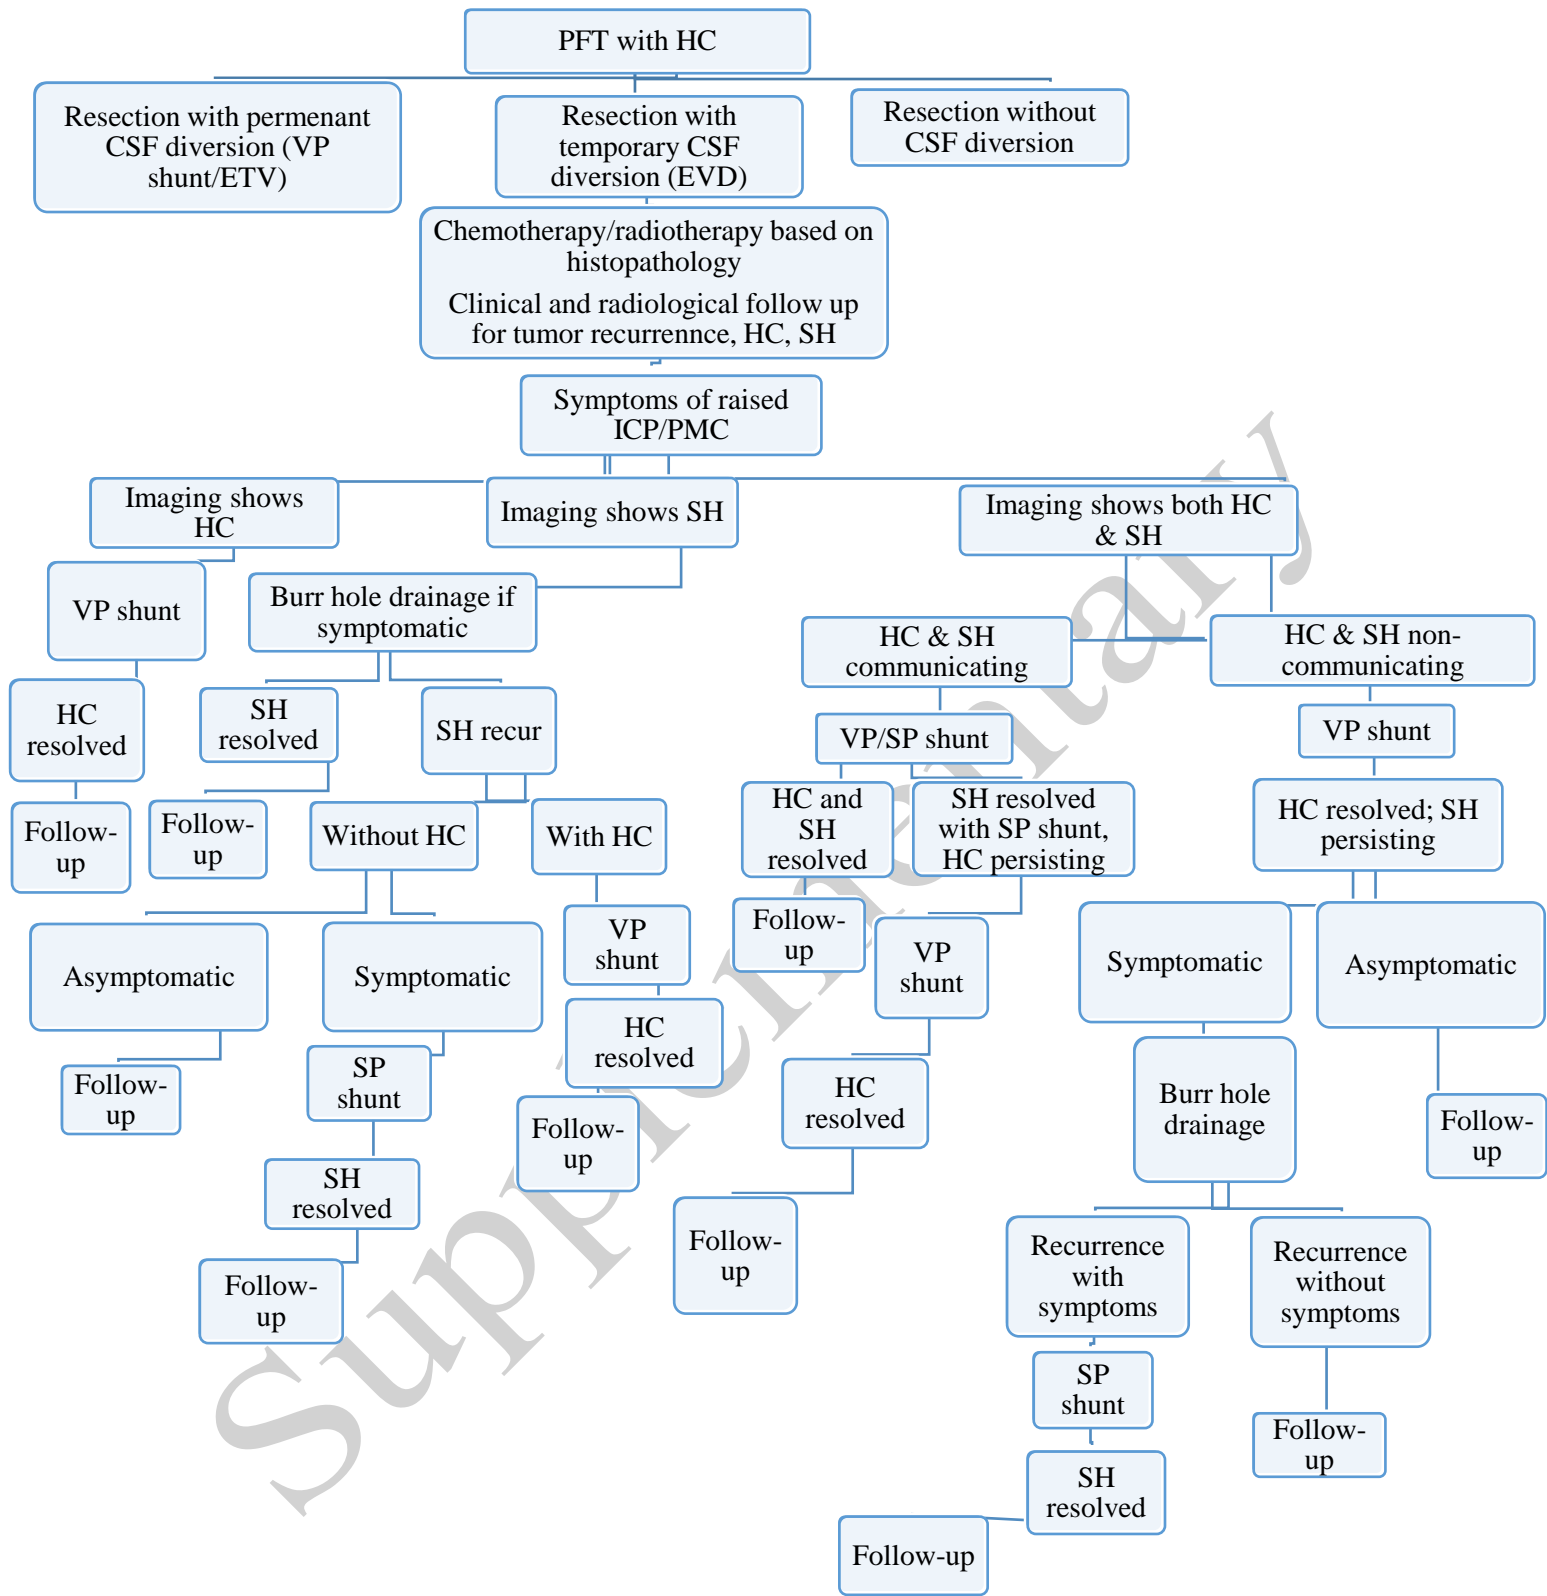 PFT with HC
Resection with permenant
CSF diversion (VP
shunt/ETV)
Resection with
temporary CSF
diversion (EVD)
Resection without
CSF diversion
Chemotherapy/radiotherapy based on
histopathology
Clinical and radiological follow up
for tumor recurrennce, HC, SH
Symptoms of raised
ICP/PMC
Imaging shows
HC
Imaging shows SH
Imaging shows both HC
& SH
VP shunt
Burr hole drainage if
symptomatic
HC & SH
communicating
HC & SH non-
communicating
HC
resolved
SH
resolved
SH recur
VP/SP shunt
VP shunt
Follow-
up
Follow-
up
Without HC
With HC
HC and
SH
resolved
SH resolved
with SP shunt,
HC persisting
HC resolved; SH
persisting
Asymptomatic
Symptomatic
VP
shunt
Follow-
up
VP
shunt
Symptomatic
Asymptomatic
Follow-
up
SP
shunt
HC
resolved
HC
resolved
Burr hole
drainage
Follow-
up
SH
resolved
Follow-
up
Follow-
up
Follow-
up
Recurrence
with
symptoms
Recurrence
without
symptoms
SP
shunt
Follow-
up
SH
resolved
Follow-up
Supplementary